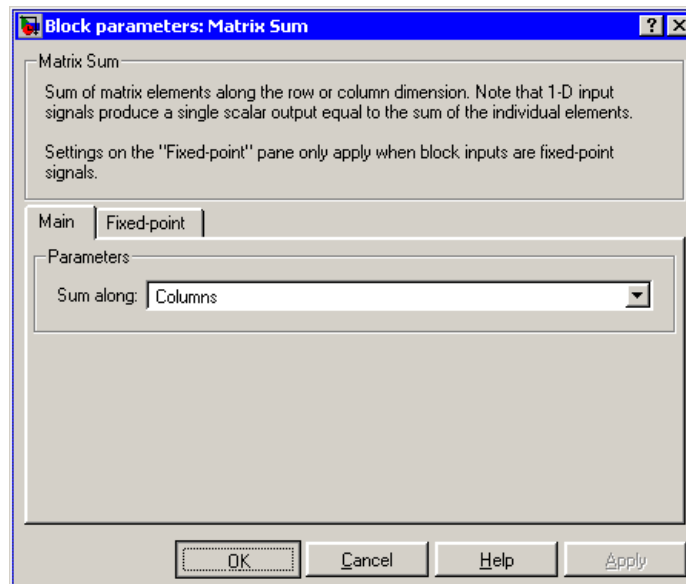 Block parameters: Matrix Sum
Matrix Sum
Sum of matrix elements along the row or column dimension. Note that 1-D input
signals produce a single scalar output equal to the sum of the individual elements.
Settings on the "Fixed-point" pane only apply when block inputs are fixed-point
signals.
Main Fixed-point
Parameters
Sum along: Columns
OK Cancel Help Apply